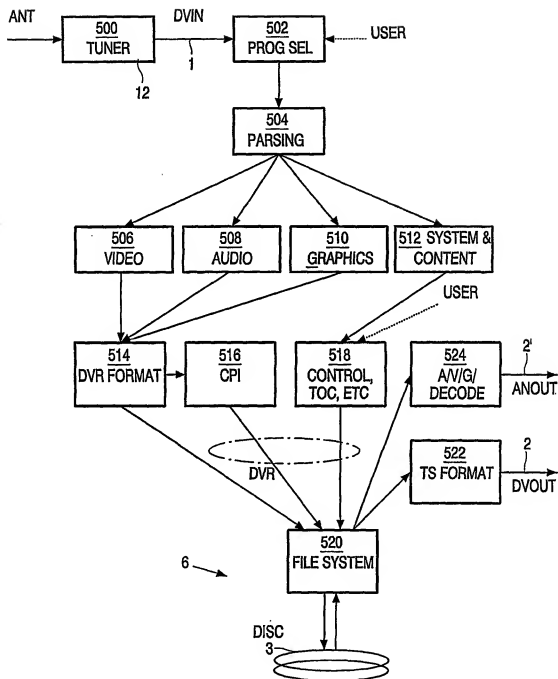 ANT
500
TUNER
12
DVIN
1
502
PROG SEL
USER
504
PARSING
506
VIDEO
508
AUDIO
510
GRAPHICS
512 SYSTEM &
CONTENT
USER
514
DVR FORMAT
516
CPI
518
CONTROL,
TOC, ETC
524
A/V/G/
DECODE
2'
ANOUT
DVR
522
TS FORMAT
2
DVOUT
520
FILE SYSTEM
6
DISC
3